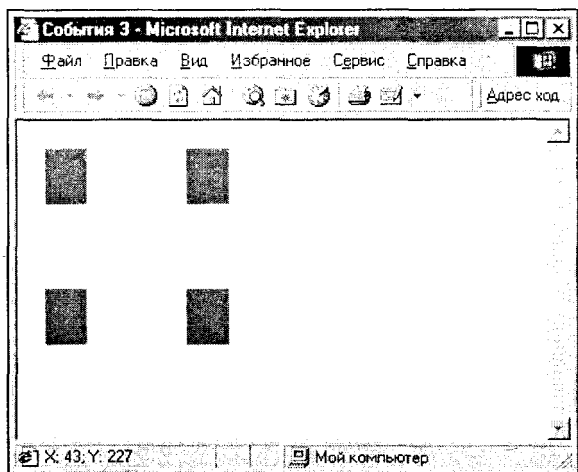 События 3 - Microsoft Internet Explorer
Файл Правка Вид Избранное Сервис Справка
Адрес ход
X: 43; Y: 227 Мой компьютер